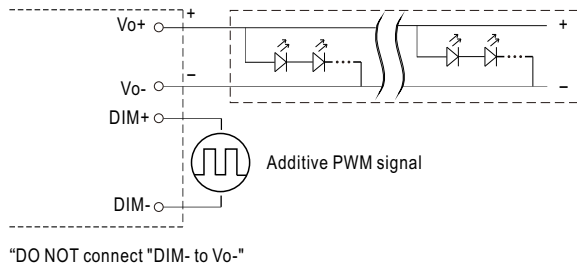 Vo+
+
+
Vo-
−
−
DIM+
Additive PWM signal
DIM-
“DO NOT connect "DIM- to Vo-"